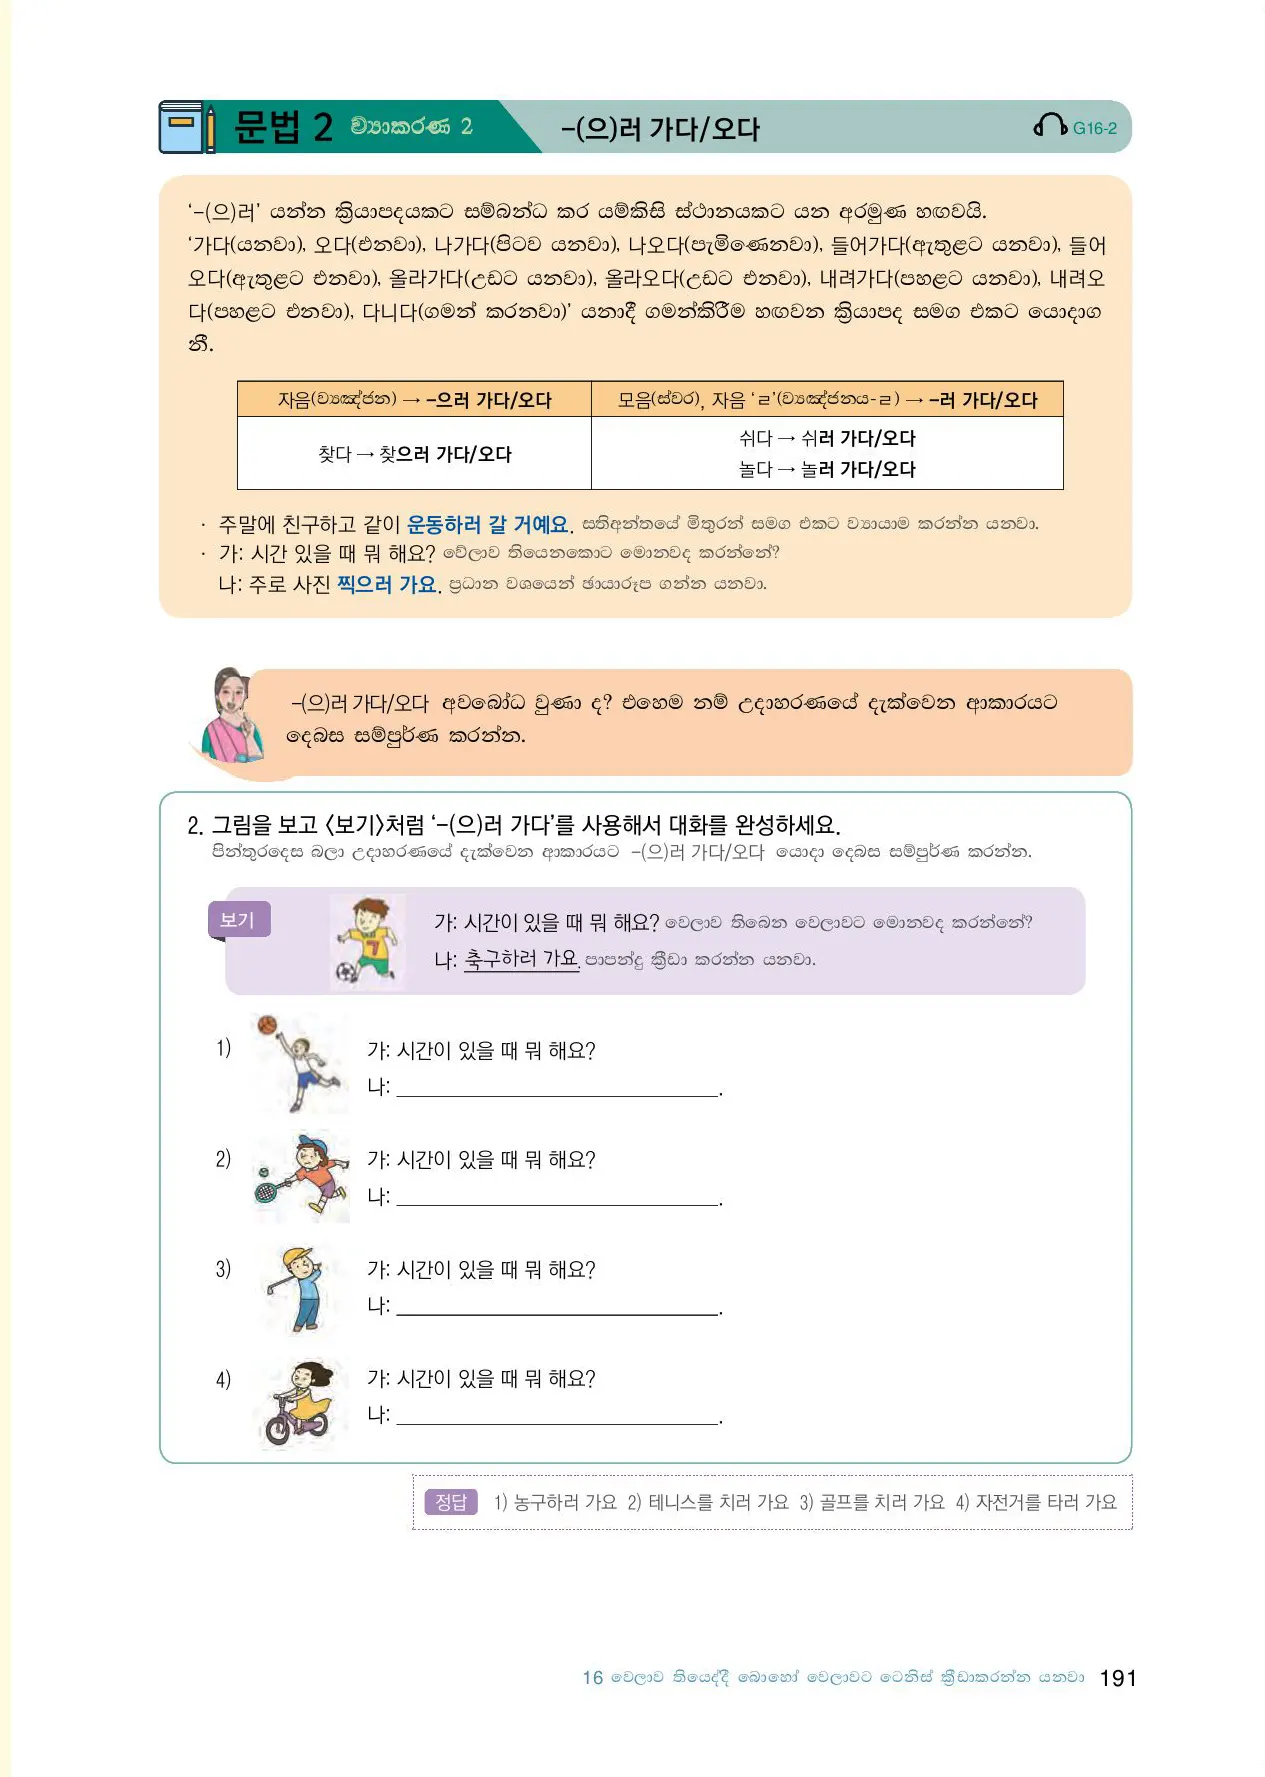 문법 2 ව්‍යාකරණ 2 -(으)러 가다/오다 G16-2
‘-(으)러’ යන්න ක්‍රියාපදයකට සම්බන්ධ කර යම්කිසි ස්ථානයකට යන අරමුණ හඟවයි.
‘가다(යනවා), 오다(එනවා), 나가다(පිටව යනවා), 나오다(පැමිණෙනවා), 들어가다(ඇතුළට යනවා), 들어
오다(ඇතුළට එනවා), 올라가다(උඩට යනවා), 올라오다(උඩට එනවා), 내려가다(පහළට යනවා), 내려오
다(පහළට එනවා), 다니다(ගමන් කරනවා)’ යනාදී ගමන්කිරීම හඟවන ක්‍රියාපද සමග එකට යොදාග
නී.
자음(ව්‍යඤ්ජන) → -으러 가다/오다 모음(ස්වර), 자음 ‘ㄹ’(ව්‍යඤ්ජනය-ㄹ) → -러 가다/오다
찾다 → 찾으러 가다/오다
쉬다 → 쉬러 가다/오다
놀다 → 놀러 가다/오다
· 주말에 친구하고 같이 운동하러 갈 거예요. සතිඅන්තයේ මිතුරන් සමග එකට ව්‍යායාම කරන්න යනවා.
· 가: 시간 있을 때 뭐 해요? වේලාව තියෙනකොට මොනවද කරන්නේ?
나: 주로 사진 찍으러 가요. ප්‍රධාන වශයෙන් ඡායාරූප ගන්න යනවා.
-(으)러 가다/오다 අවබෝධ වුණා ද? එහෙම නම් උදාහරණයේ දැක්වෙන ආකාරයට
දෙබස සම්පුර්ණ කරන්න.
2. 그림을 보고 〈보기〉처럼 ‘-(으)러 가다’를 사용해서 대화를 완성하세요.
පින්තුරදෙස බලා උදාහරණයේ දැක්වෙන ආකාරයට -(으)러 가다/오다 යොදා දෙබස සම්පුර්ණ කරන්න.
보기
가: 시간이 있을 때 뭐 해요? වෙලාව තිබෙන වෙලාවට මොනවද කරන්නේ?
나: 축구하러 가요. පාපන්දු ක්‍රීඩා කරන්න යනවා.
1) 가: 시간이 있을 때 뭐 해요?
나: ______.
2) 가: 시간이 있을 때 뭐 해요?
나: ______.
3) 가: 시간이 있을 때 뭐 해요?
나: ______.
4) 가: 시간이 있을 때 뭐 해요?
나: ______.
정답 1) 농구하러 가요 2) 테니스를 치러 가요 3) 골프를 치러 가요 4) 자전거를 타러 가요
16 වෙලාව තියෙද්දී බොහෝ වෙලාවට ටෙනිස් ක්‍රීඩාකරන්න යනවා 191